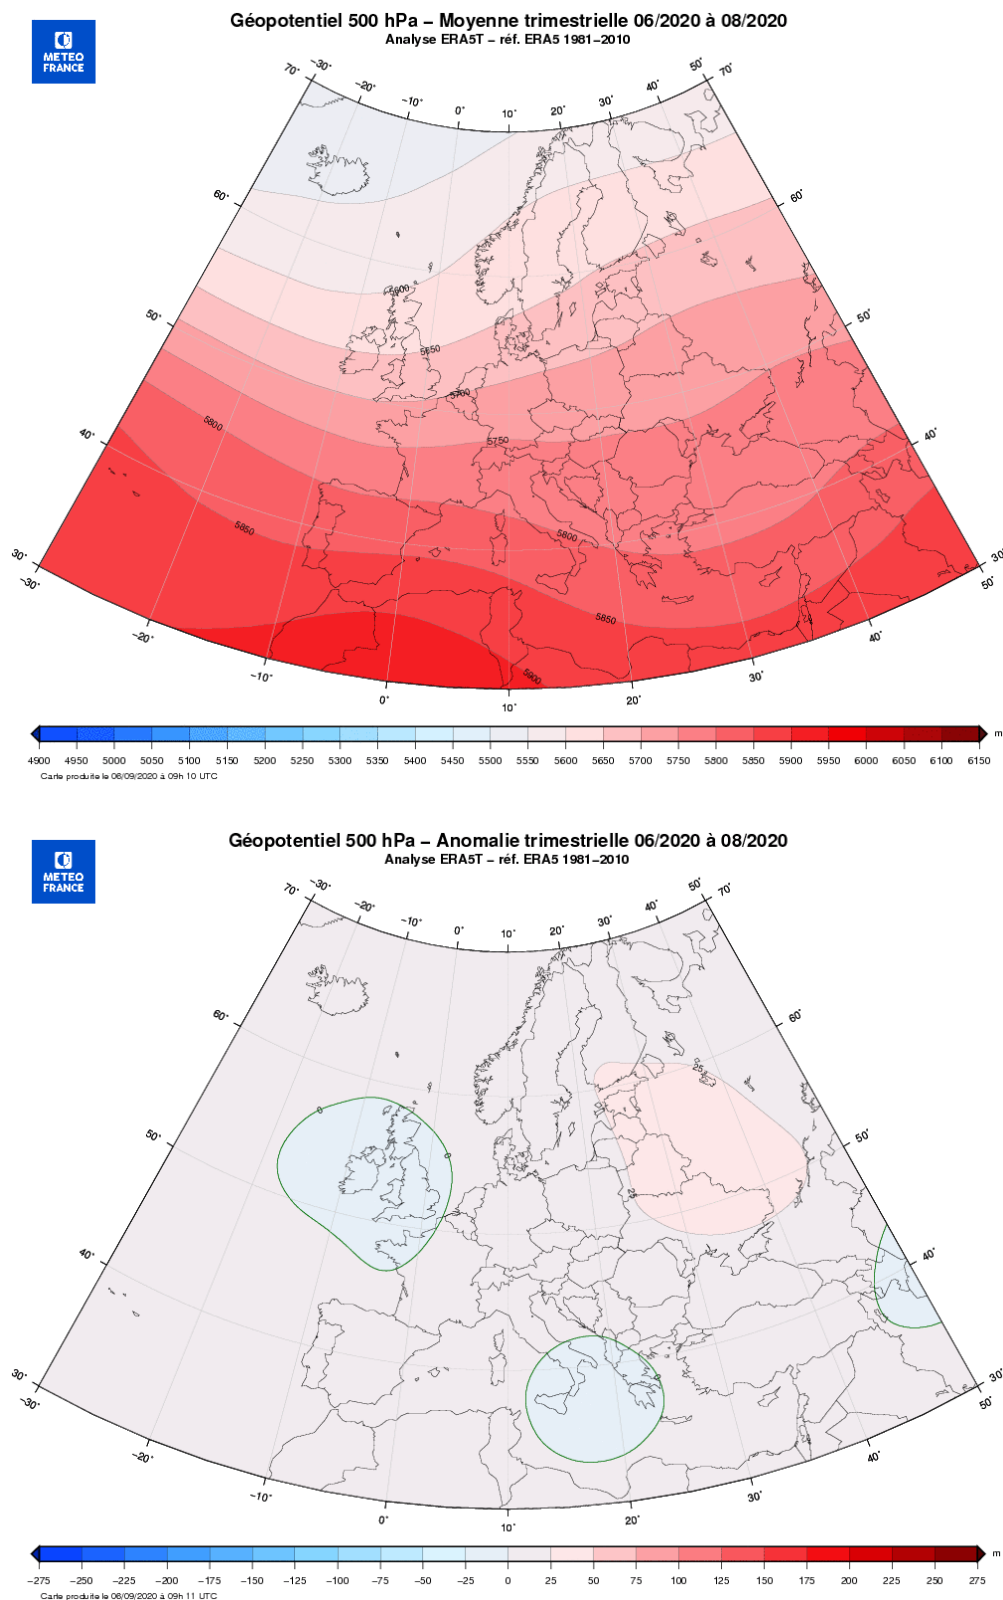 Géopotentiel 500 hPa – Moyenne trimestrielle 06/2020 à 08/2020
Analyse ERA5T – réf. ERA5 1981–2010
METEO
FRANCE
70° −30° −20° −10° 0° 10° 20° 30° 40° 50° 70°
60° 60°
50° 50°
40° 40°
30° 30°
−30° −20° −10° 0° 10° 20° 30° 40° 50°
5600
5650
5700
5750
5800
5800
5850
5850
5900
4900 4950 5000 5050 5100 5150 5200 5250 5300 5350 5400 5450 5500 5550 5600 5650 5700 5750 5800 5850 5900 5950 6000 6050 6100 6150 m
Carte produite le 06/09/2020 à 09h 10 UTC
Géopotentiel 500 hPa – Anomalie trimestrielle 06/2020 à 08/2020
Analyse ERA5T – réf. ERA5 1981–2010
METEO
FRANCE
70° −30° −20° −10° 0° 10° 20° 30° 40° 50° 70°
60° 60°
50° 50°
40° 40°
30° 30°
−30° −20° −10° 0° 10° 20° 30° 40° 50°
25
0
0
25
0
−275 −250 −225 −200 −175 −150 −125 −100 −75 −50 −25 0 25 50 75 100 125 150 175 200 225 250 275 m
Carte produite le 06/09/2020 à 09h 11 UTC